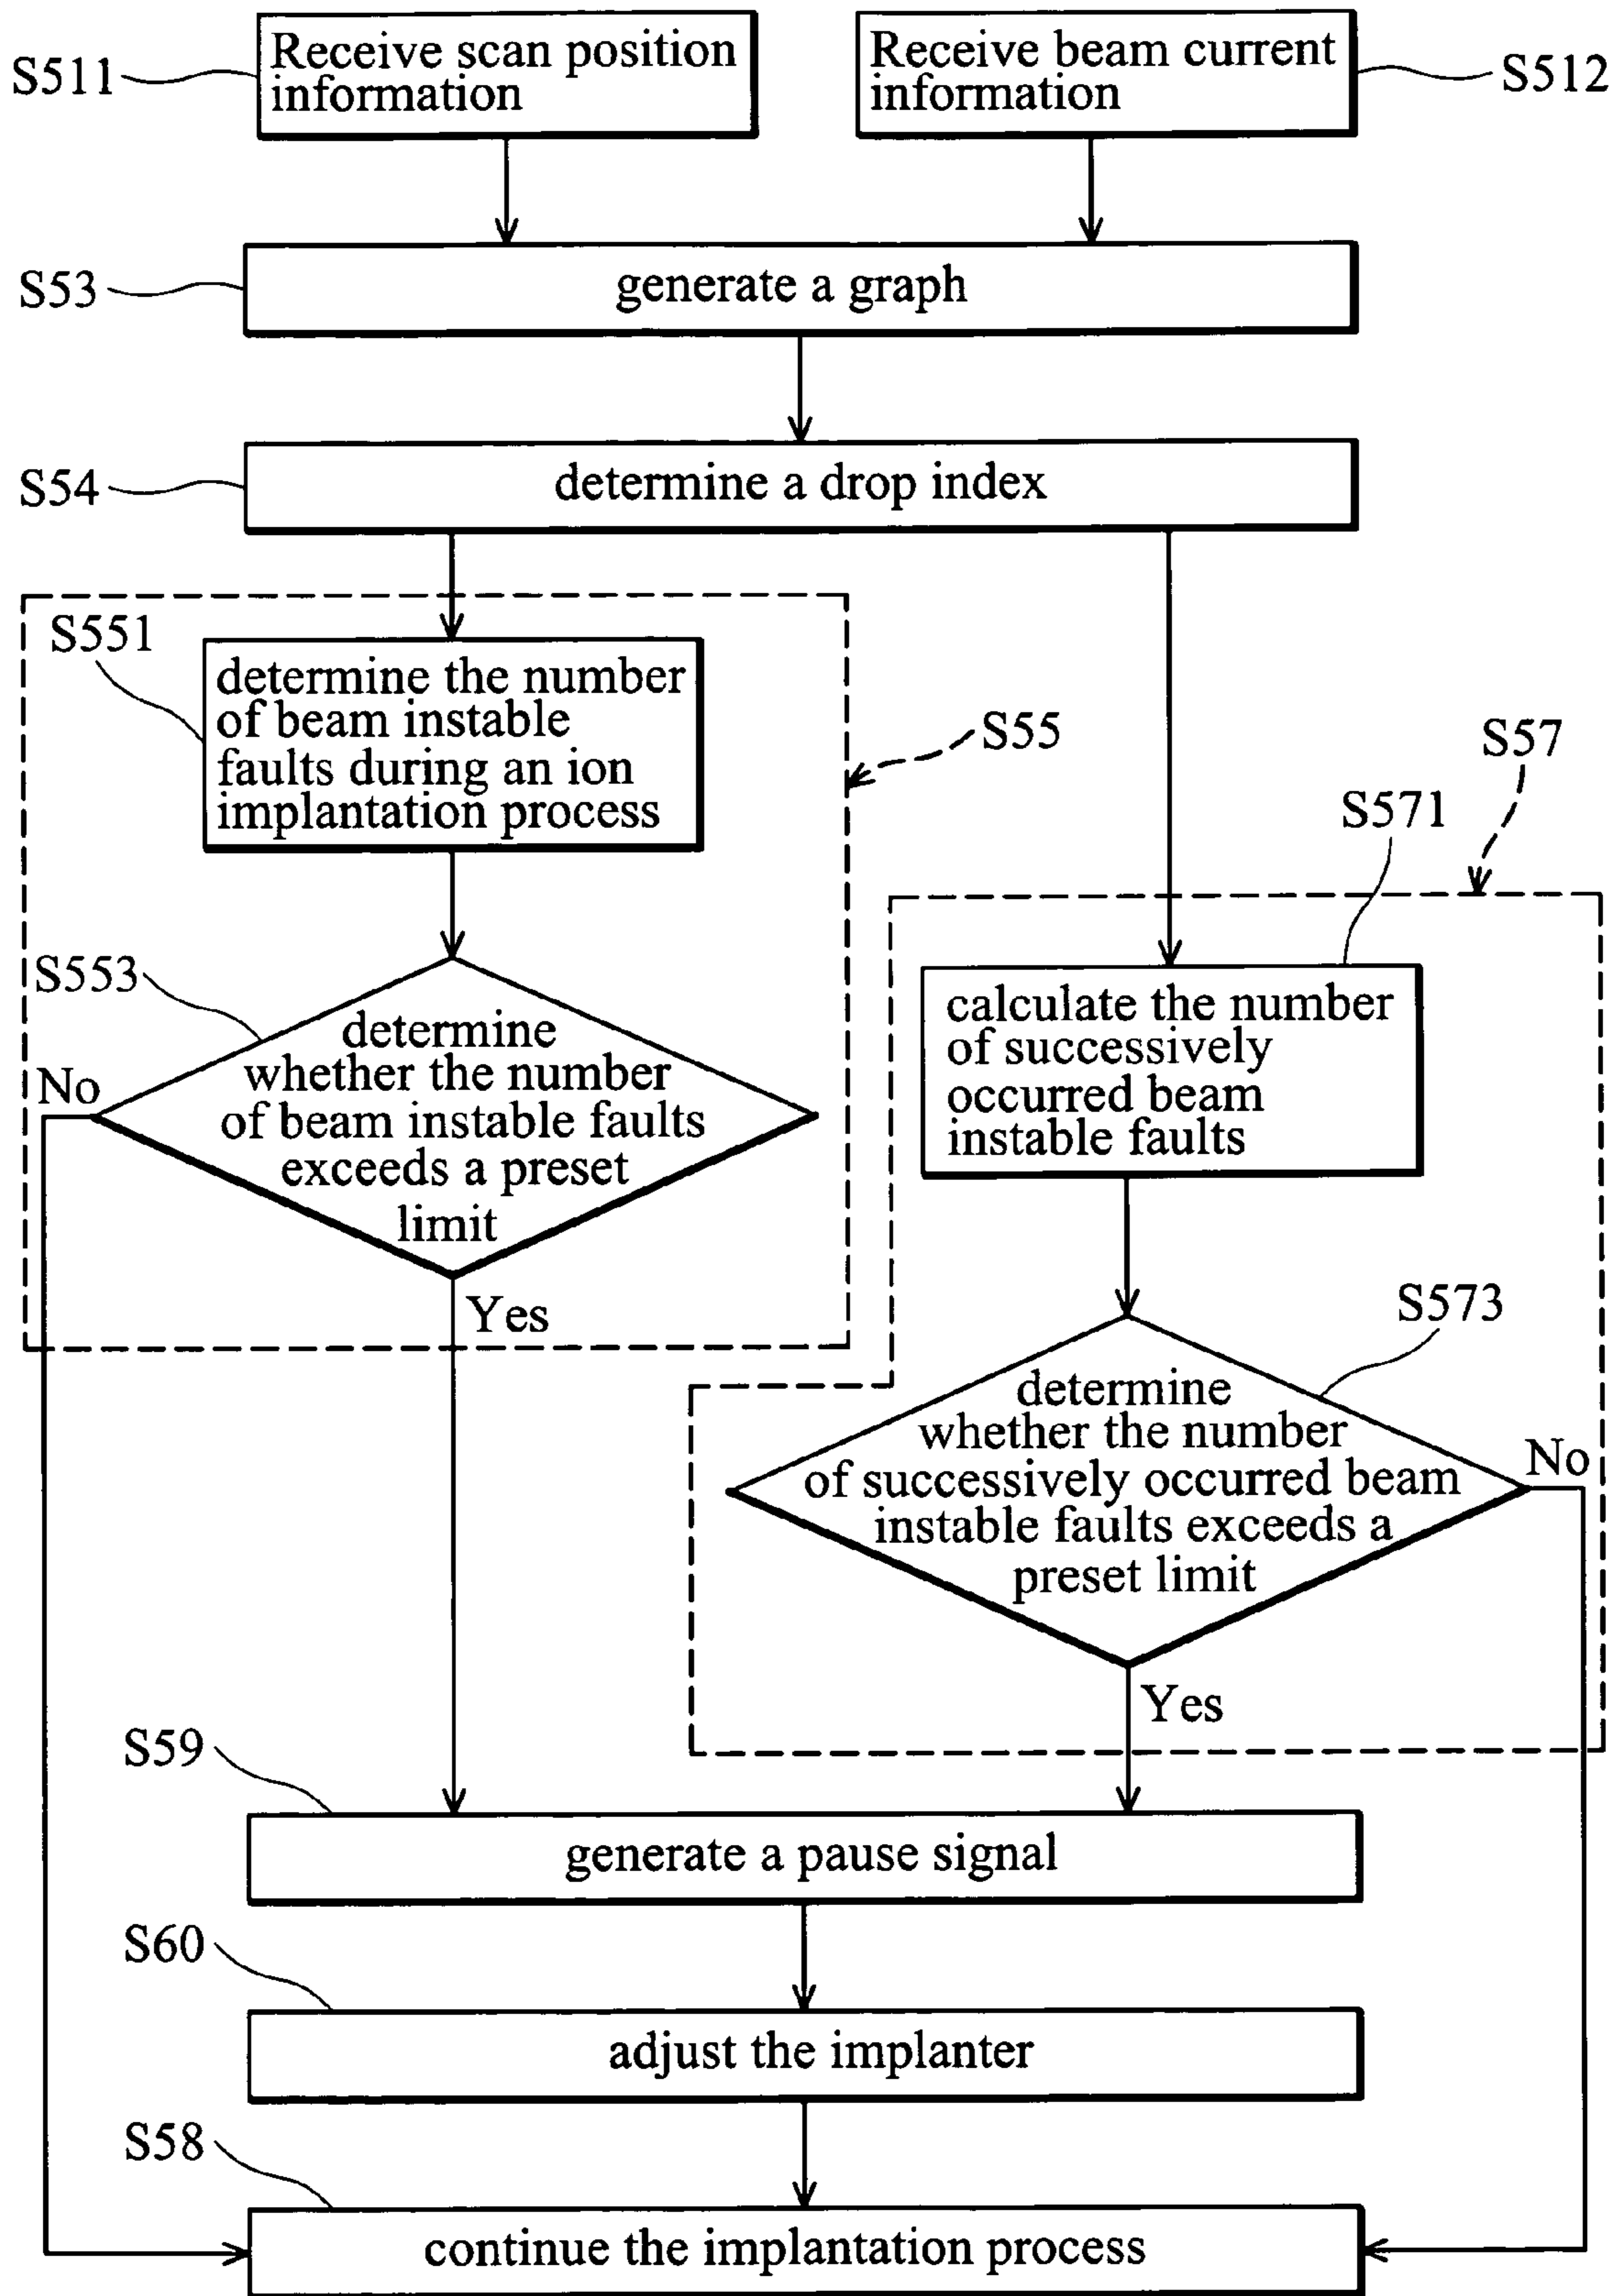 S511
Receive scan position
information
Receive beam current
information
S512
S53
generate a graph
S54
determine a drop index
S551
determine the number
of beam instable
faults during an ion
implantation process
S55
S57
S571
calculate the number
of successively
occurred beam
instable faults
S553
determine
whether the number
of beam instable faults
exceeds a preset
limit
No
Yes
S573
determine
whether the number
of successively occurred beam
instable faults exceeds a
preset limit
No
Yes
S59
generate a pause signal
S60
adjust the implanter
S58
continue the implantation process